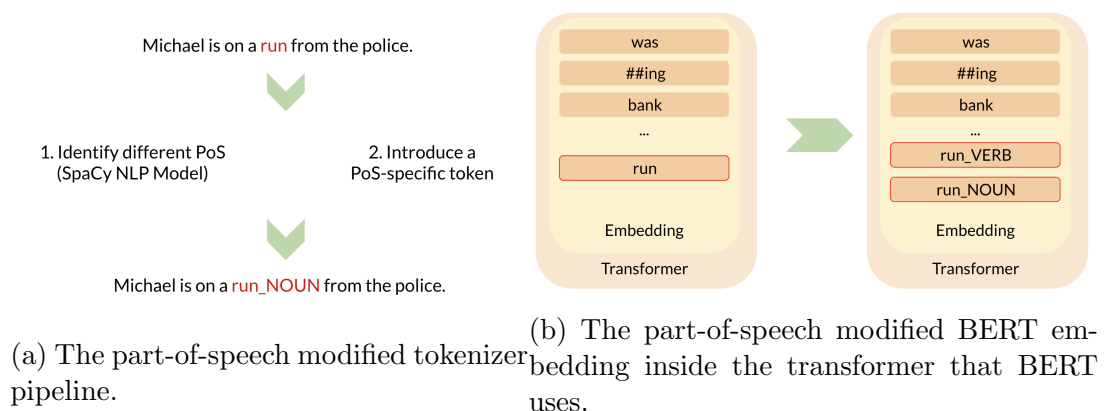 Michael is on a run from the police.
1. Identify different PoS
(SpaCy NLP Model)
2. Introduce a
PoS-specific token
Michael is on a run_NOUN from the police.
(a) The part-of-speech modified tokenizer
pipeline.
was
##ing
bank
...
run
Embedding
Transformer
was
##ing
bank
...
run_VERB
run_NOUN
Embedding
Transformer
(b) The part-of-speech modified BERT em-
bedding inside the transformer that BERT
uses.